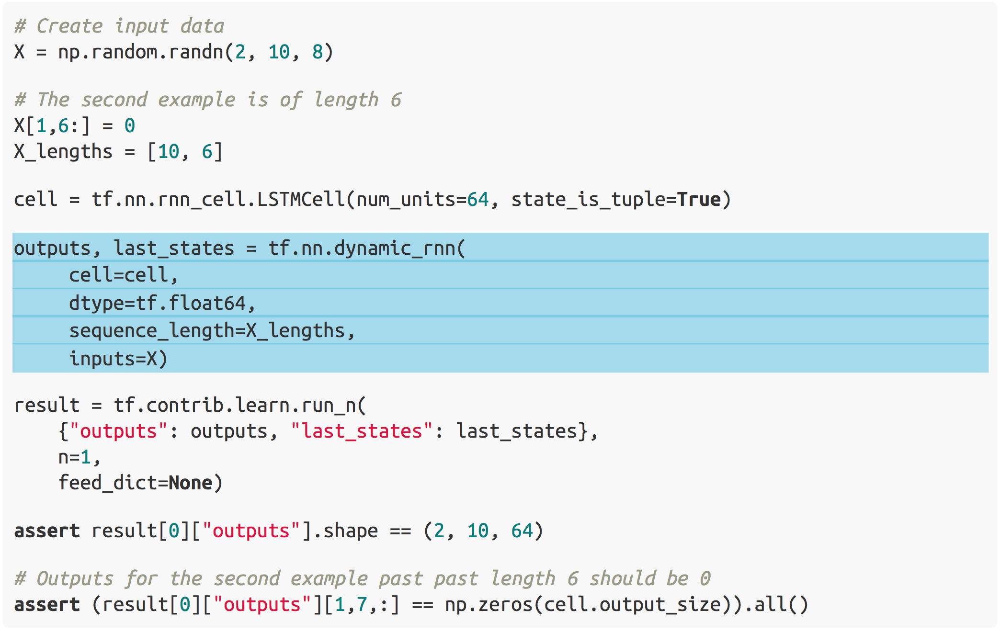 # Create input data
X = np.random.randn(2, 10, 8)
# The second example is of length 6
X[1,6:] = 0
X_lengths = [10, 6]
cell = tf.nn.rnn_cell.LSTMCell(num_units=64, state_is_tuple=True)
outputs, last_states = tf.nn.dynamic_rnn(
    cell=cell,
    dtype=tf.float64,
    sequence_length=X_lengths,
    inputs=X)
result = tf.contrib.learn.run_n(
    {"outputs": outputs, "last_states": last_states},
    n=1,
    feed_dict=None)
assert result[0]["outputs"].shape == (2, 10, 64)
# Outputs for the second example past past length 6 should be 0
assert (result[0]["outputs"][1,7,:] == np.zeros(cell.output_size)).all()